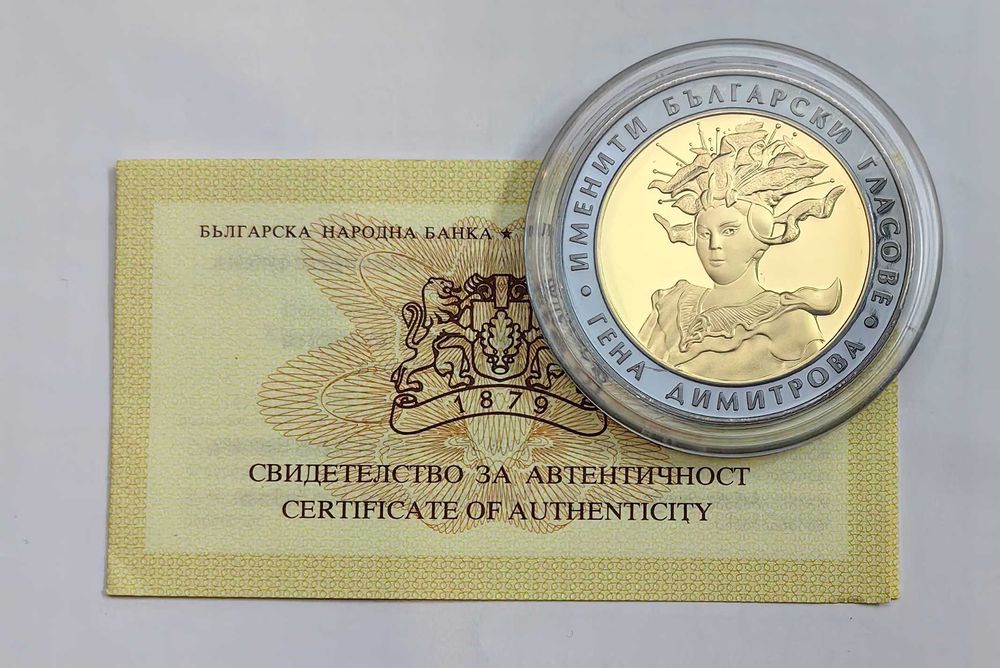 БЪЛГАРСКА НАРОДНА БАНКА ★
1879
СВИДЕТЕЛСТВО ЗА АВТЕНТИЧНОСТ
CERTIFICATE OF AUTHENTICITY
• ИМЕНИТИ БЪЛГАРСКИ ГЛАСОВЕ •
ГЕНА ДИМИТРОВА